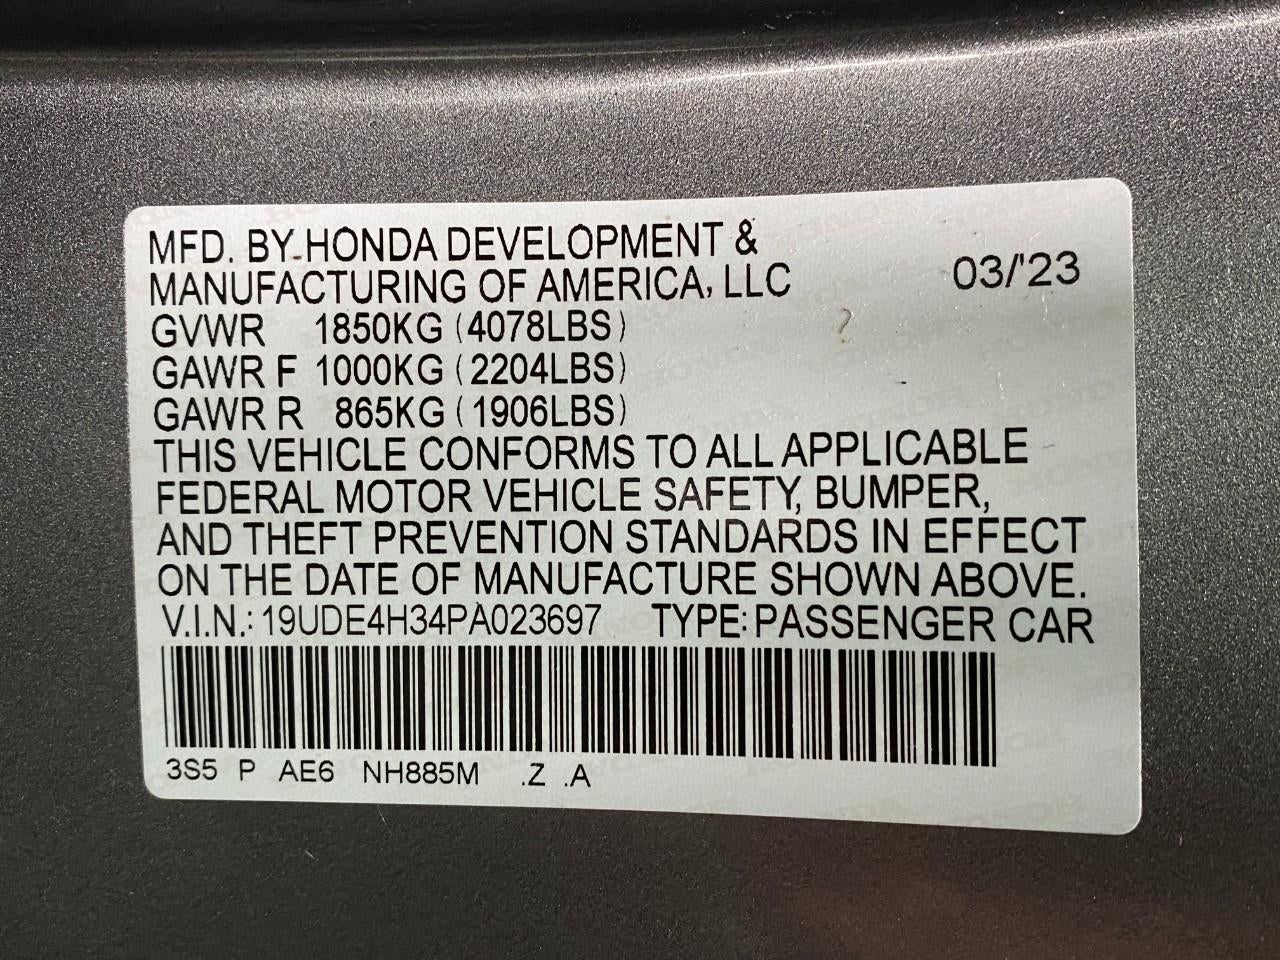 MFD. BY HONDA DEVELOPMENT &
MANUFACTURING OF AMERICA, LLC 03/'23
GVWR 1850KG (4078LBS)
GAWR F 1000KG (2204LBS)
GAWR R 865KG (1906LBS)
THIS VEHICLE CONFORMS TO ALL APPLICABLE
FEDERAL MOTOR VEHICLE SAFETY, BUMPER,
AND THEFT PREVENTION STANDARDS IN EFFECT
ON THE DATE OF MANUFACTURE SHOWN ABOVE.
V.I.N.: 19UDE4H34PA023697 TYPE: PASSENGER CAR
3S5 P AE6 NH885M .Z .A